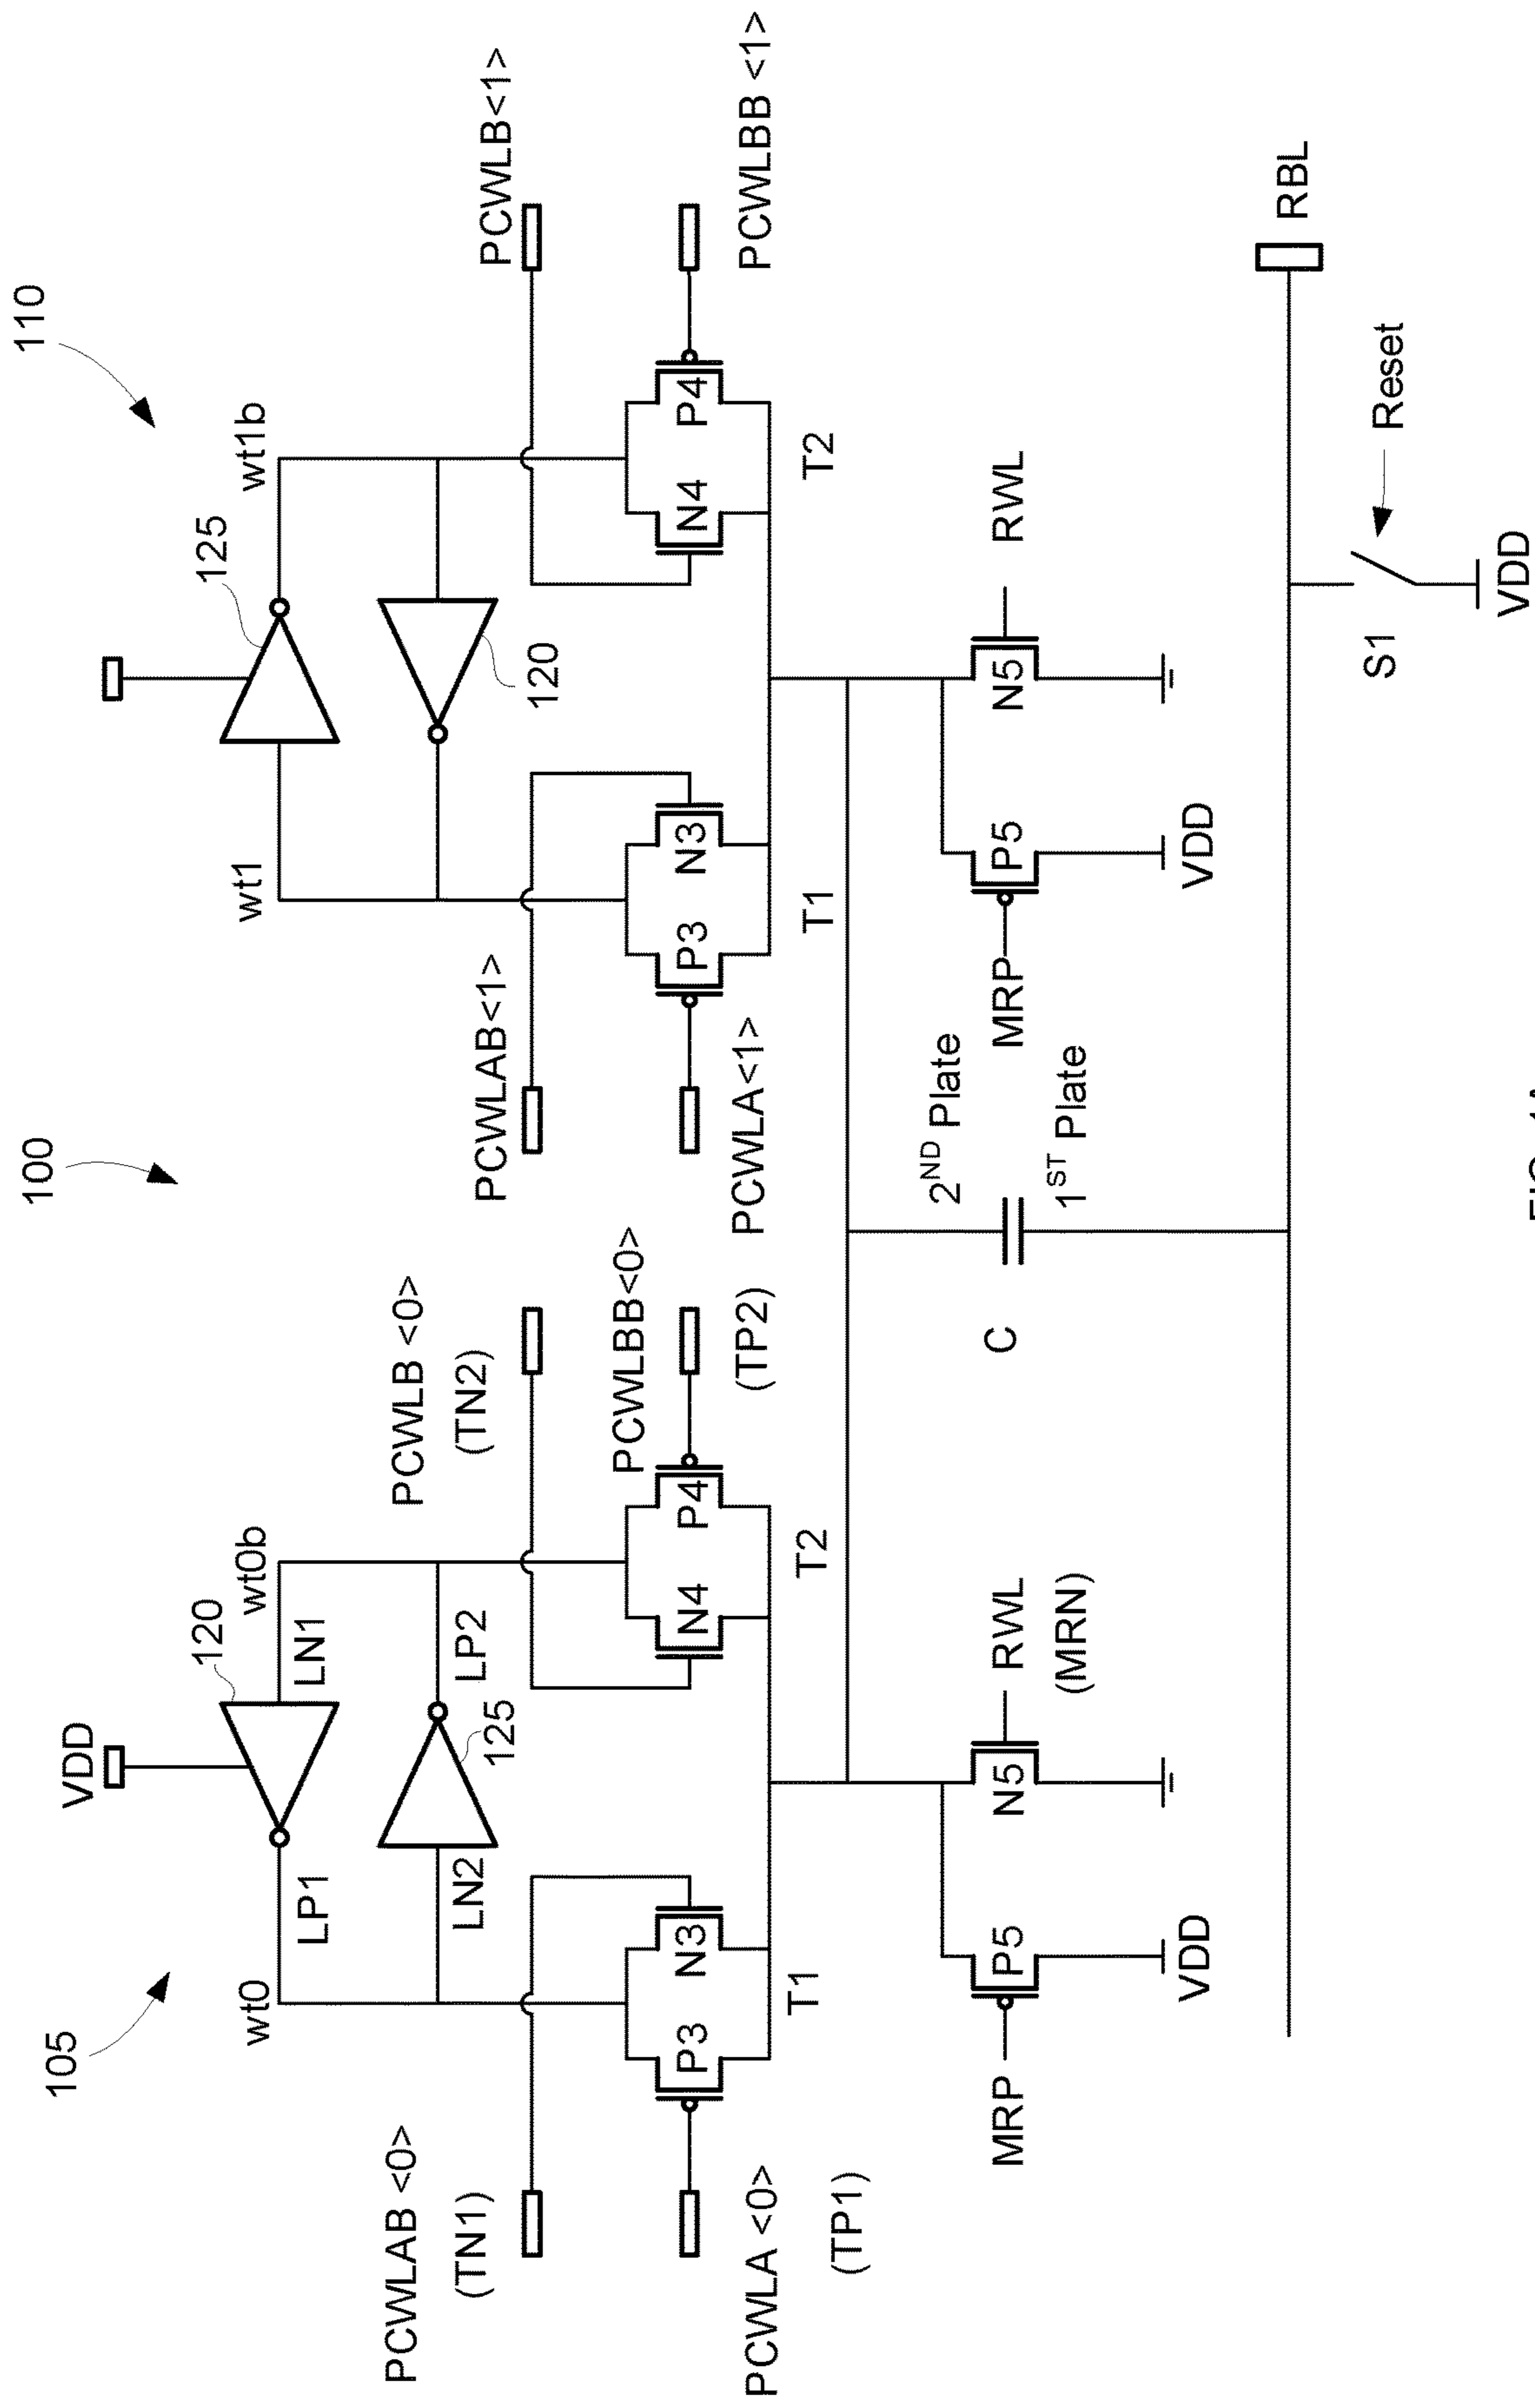 100
105
110
VDD
wt0
wt0b
120
LP1
LN1
LN2
LP2
125
PCWLAB <0>
(TN1)
PCWLB <0>
(TN2)
PCWLA <0>
(TP1)
PCWLBB<0>
(TP2)
P3
N3
N4
P4
T1
T2
MRP
P5
N5
RWL
(MRN)
VDD
wt1
wt1b
125
120
PCWLAB<1>
PCWLB<1>
PCWLA<1>
PCWLBB <1>
P3
N3
N4
P4
T1
T2
C
2ND Plate
1ST Plate
MRP
P5
N5
RWL
VDD
RBL
S1
Reset
VDD